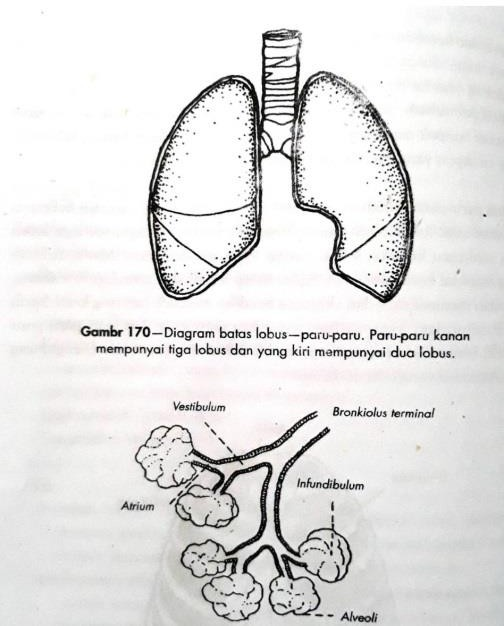 Gambr 170—Diagram batas lobus—paru-paru. Paru-paru kanan
mempunyai tiga lobus dan yang kiri mempunyai dua lobus.
Vestibulum
Bronkiolus terminal
Infundibulum
Atrium
Alveoli